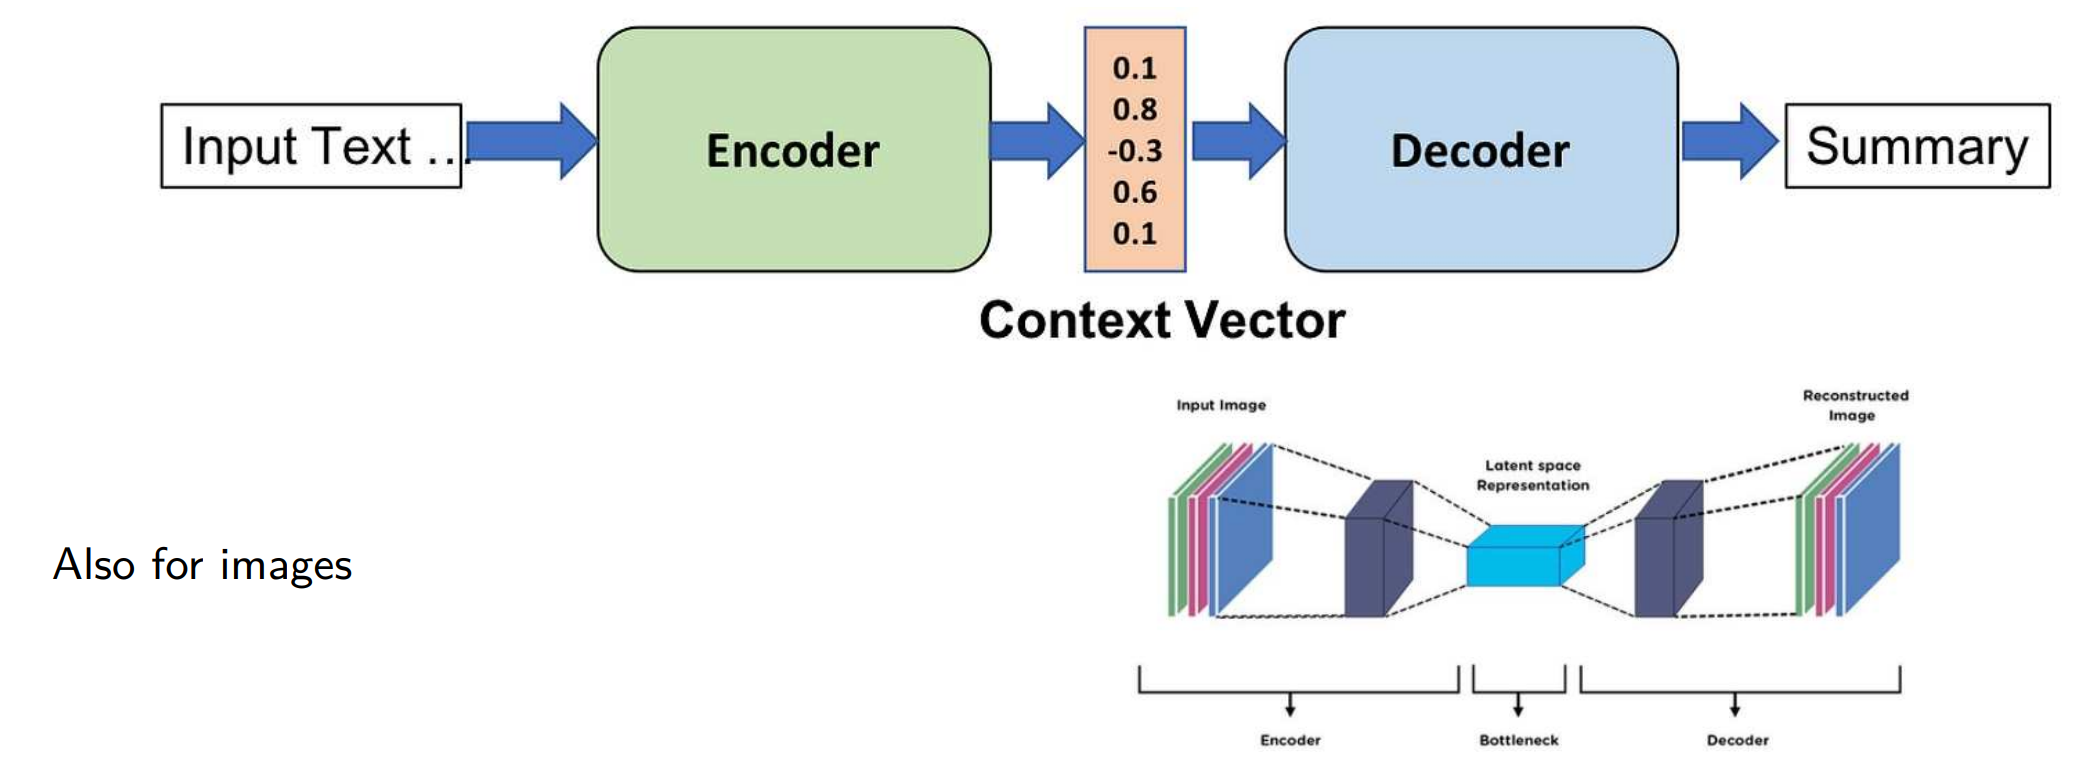 Input Text ...
Encoder
0.1
0.8
-0.3
0.6
0.1
Decoder
Summary
Context Vector
Also for images
Input Image
Latent space
Representation
Reconstructed
Image
Encoder
Bottleneck
Decoder